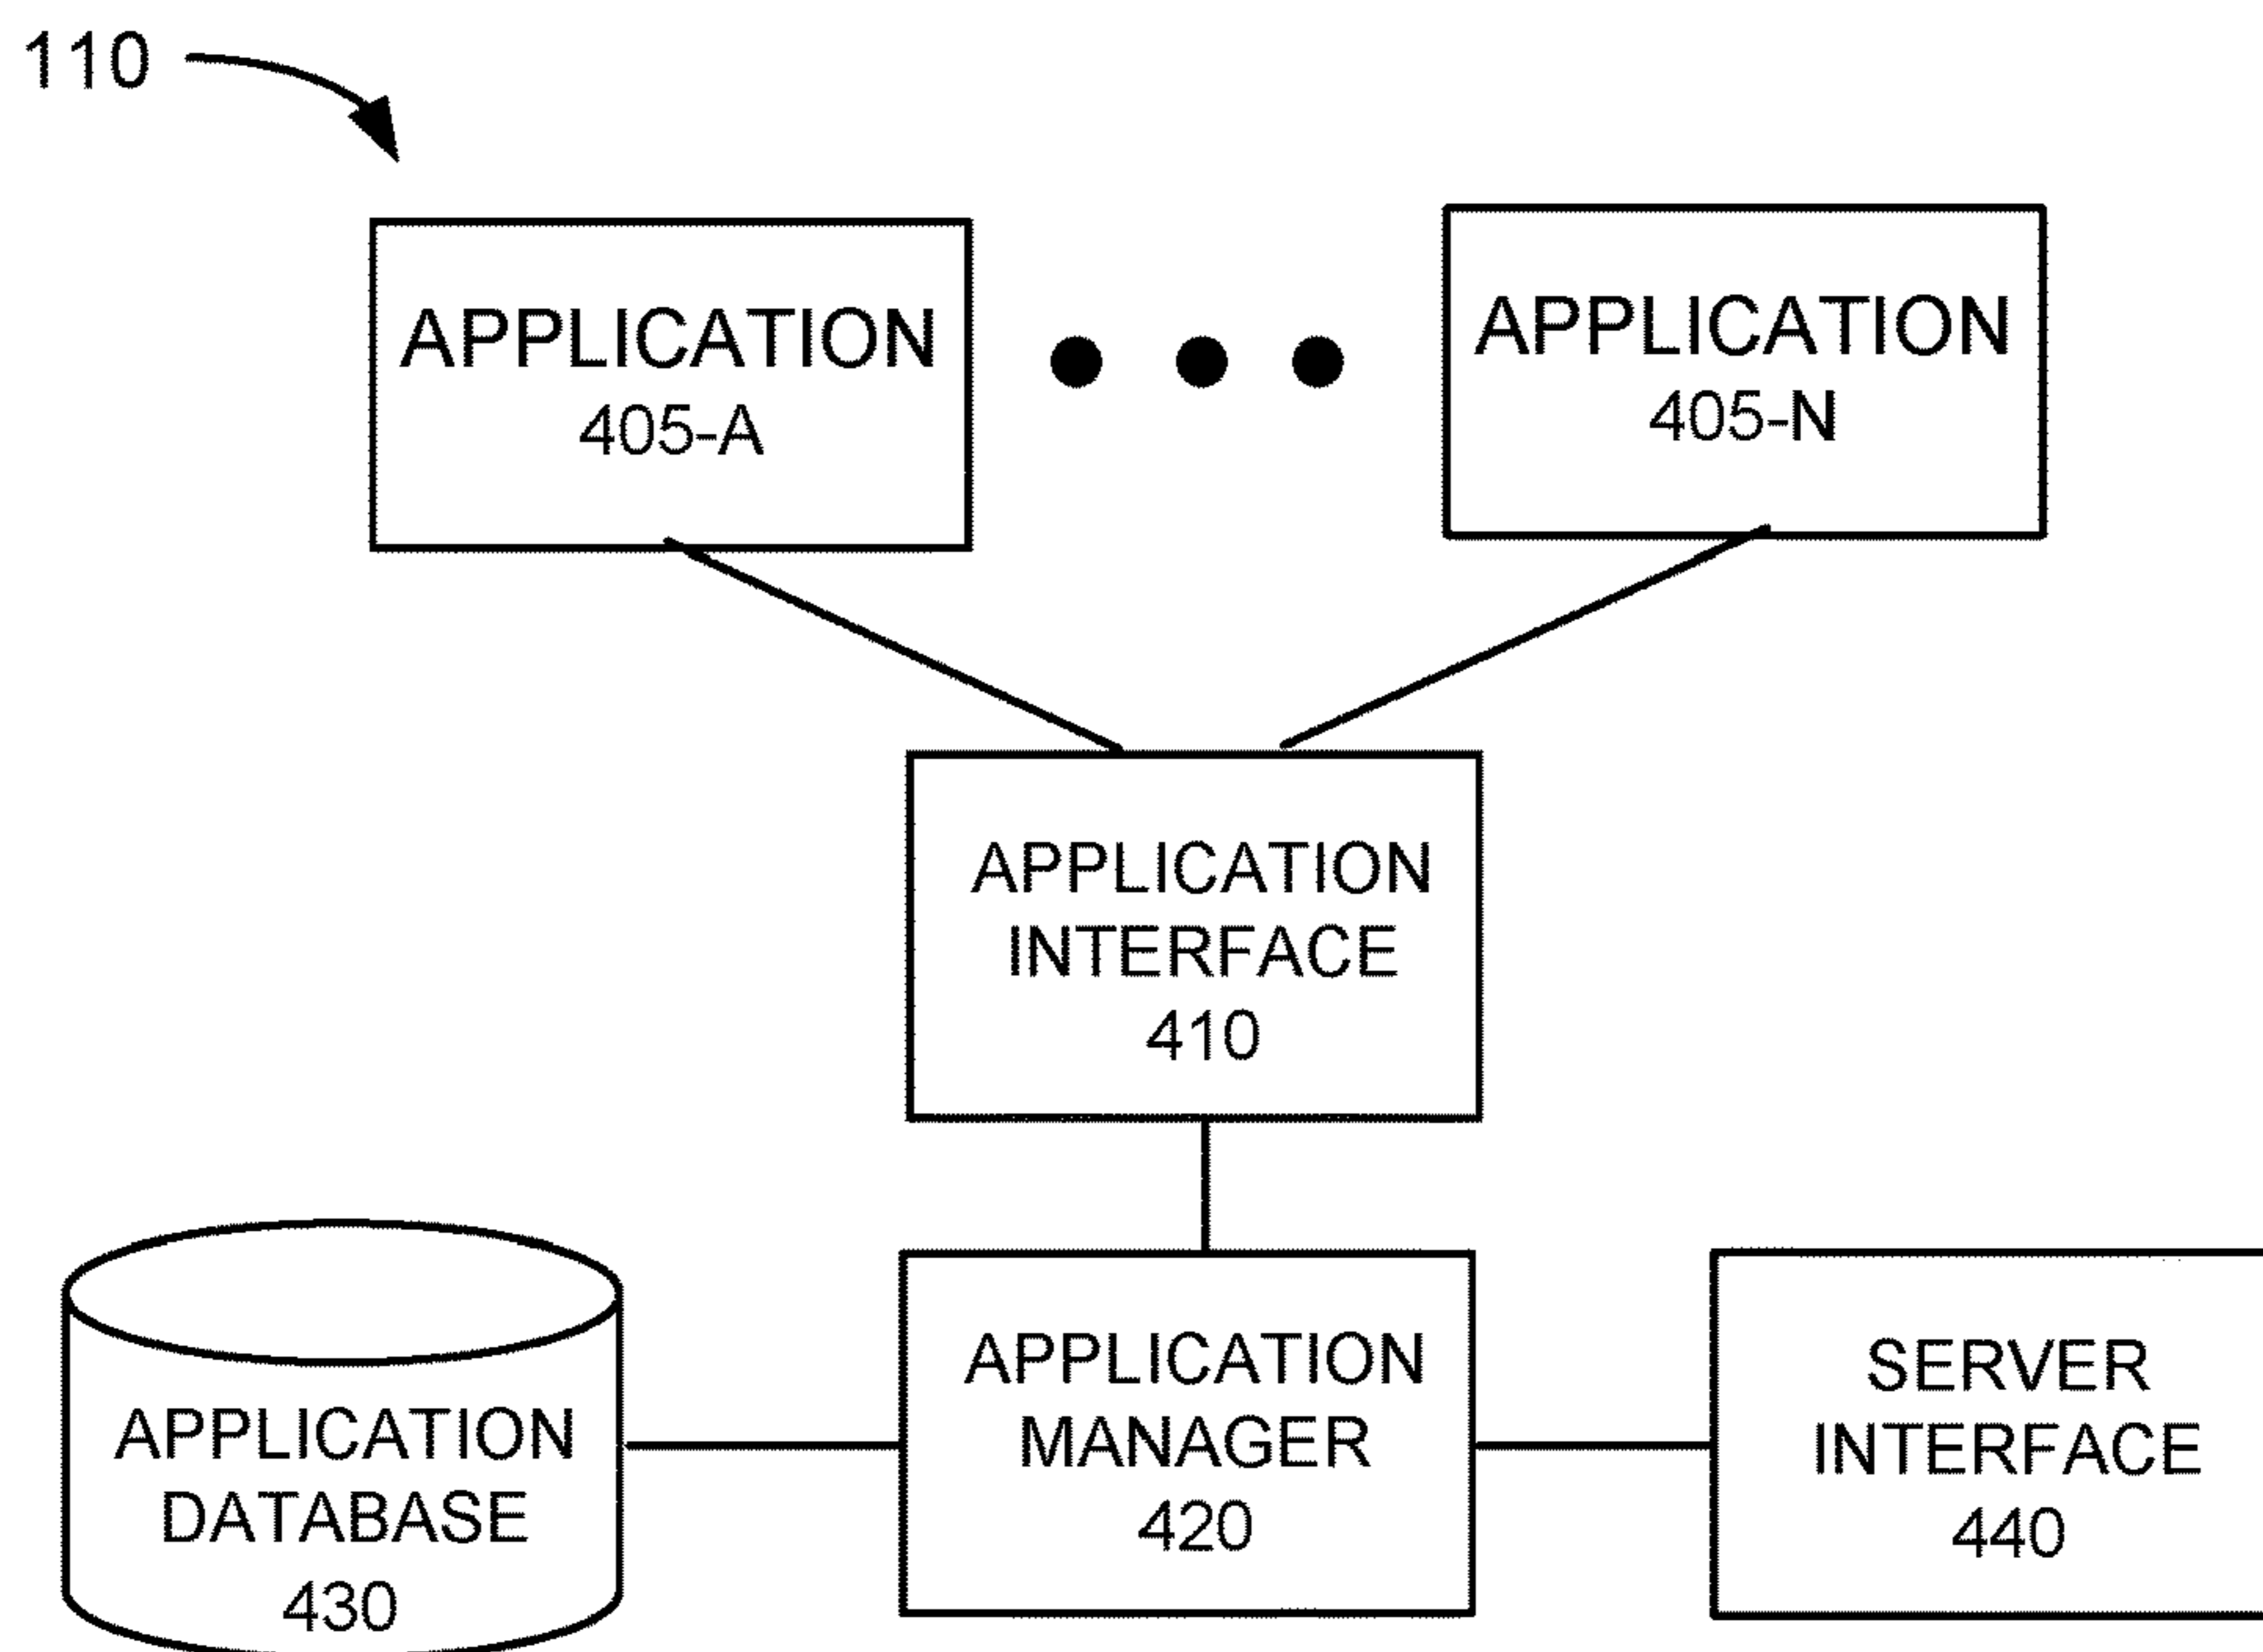 110
APPLICATION
405-A
APPLICATION
405-N
APPLICATION
INTERFACE
410
APPLICATION
DATABASE
430
APPLICATION
MANAGER
420
SERVER
INTERFACE
440